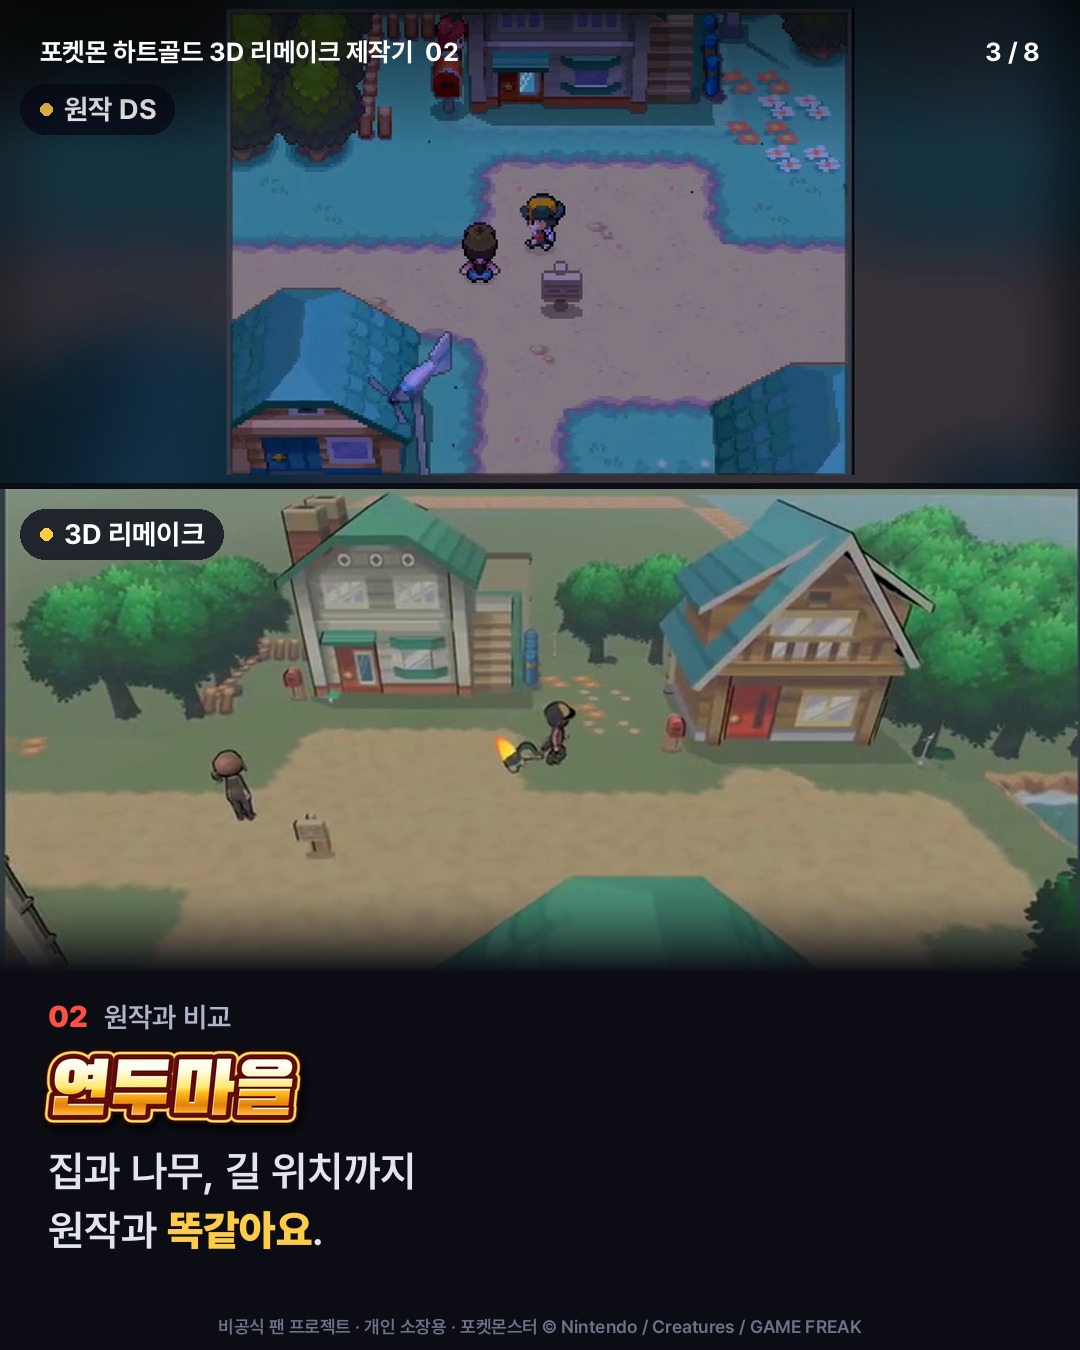 포켓몬 하트골드 3D 리메이크 제작기 02
3 / 8
원작 DS
3D 리메이크
02 원작과 비교
연두마을
집과 나무, 길 위치까지
원작과 똑같아요.
비공식 팬 프로젝트 · 개인 소장용 · 포켓몬스터 © Nintendo / Creatures / GAME FREAK